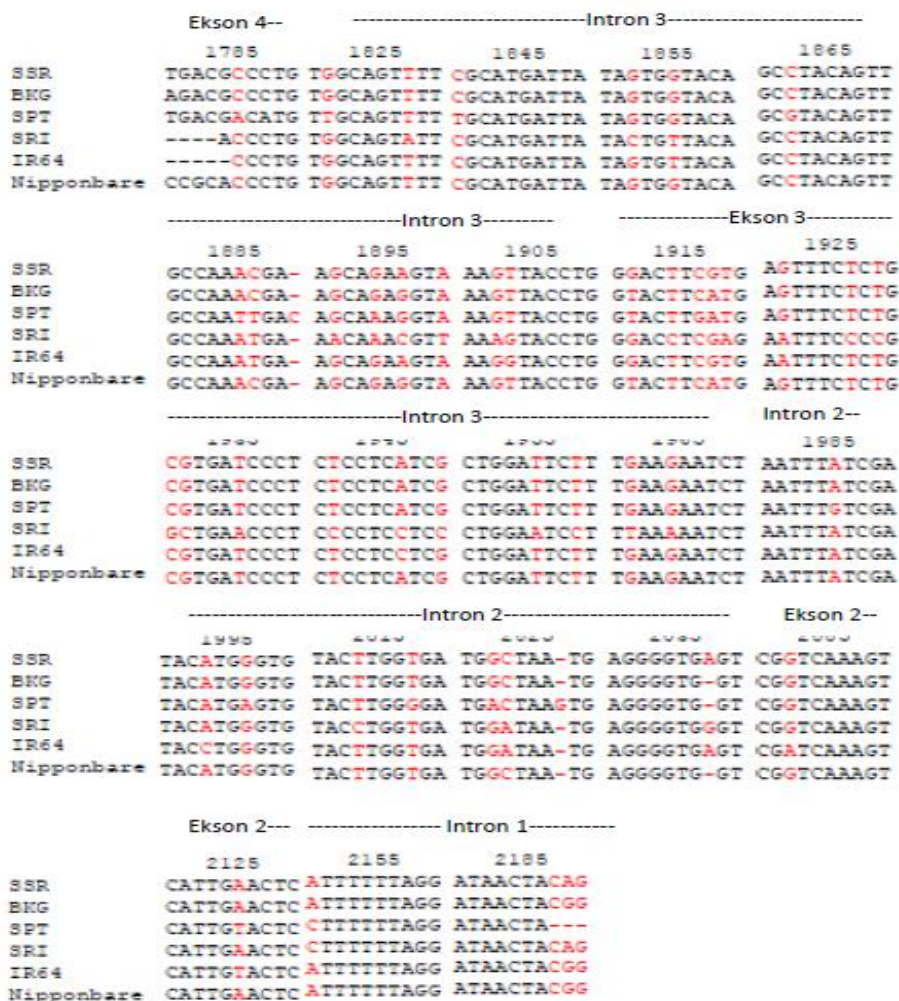 Ekson 4-- -------------------------------Intron 3-------------------------
1785 1825 1845 1855 1865
SSR TGACGCCCTG TGGCAGTTTT CGCATGATTA TAGTGGTACA GCCTACAGTT
BKG AGACGCCCTG TGGCAGTTTT CGCATGATTA TAGTGGTACA GCCTACAGTT
SPT TGACGACATG TTGCAGTTTT TGCATGATTA TAGTGGTACA GCGTACAGTT
SRI ----ACCCTG TGGCAGTATT CGCATGATTA TACTGTTACA GCCTACAGTT
IR64 -----CCCTG TGGCAGTTTT CGCATGATTA TAGTGTTACA GCCTACAGTT
Nipponbare CCGCACCCTG TGGCAGTTTT CGCATGATTA TAGTGGTACA GCCTACAGTT
-------------------------------Intron 3--------- --------------Ekson 3-----------
1885 1895 1905 1915 1925
SSR GCCAAACGA- AGCAGAAGTA AAGTTACCTG GGACTTCGTG AGTTTCTCTG
BKG GCCAAACGA- AGCAGAGGTA AAGTTACCTG GTACTTCATG AGTTTCTCTG
SPT GCCAATTGAC AGCAAAGGTA AAGTTACCTG GTACTTGATG AGTTTCTCTG
SRI GCCAAATGA- AACAAACGTT AAAGTACCTG GGACCTCGAG AATTTCCCCG
IR64 GCCAAATGA- AGCAGAAGTA AAGGTACCTG GGACTTCGTG AATTTCTCTG
Nipponbare GCCAAACGA- AGCAGAGGTA AAGTTACCTG GTACTTCATG AGTTTCTCTG
-------------------------------Intron 3-------------------------- Intron 2--
1985
SSR CGTGATCCCT CTCCTCATCG CTGGATTCTT TGAAGAATCT AATTTATCGA
BKG CGTGATCCCT CTCCTCATCG CTGGATTCTT TGAAGAATCT AATTTATCGA
SPT CGTGATCCCT CTCCTCATCG CTGGATTCTT TGAAGAATCT AATTTGTCGA
SRI GCTGAACCCT CCCCTCCTCC CTGGAATCCT TTAAAAATCT AATTTATCGA
IR64 CGTGATCCCT CTCCTCCTCG CTGGATTCTT TGAAGAATCT AATTTATCGA
Nipponbare CGTGATCCCT CTCCTCATCG CTGGATTCTT TGAAGAATCT AATTTATCGA
-------------------------------Intron 2------------------------------ Ekson 2--
1995
SSR TACATGGGTG TACTTGGTGA TGGCTAA-TG AGGGGTGAGT CGGTCAAAGT
BKG TACATGGGTG TACTTGGTGA TGGCTAA-TG AGGGGTG-GT CGGTCAAAGT
SPT TACATGAGTG TACTTGGGGA TGACTAAGTG AGGGGTG-GT CGGTCAAAGT
SRI TACATGGGTG TACCTGGTGA TGGATAA-TG AGGGGTGGGT CGGTCAAAGT
IR64 TACCTGGGTG TACTTGGTGA TGGATAA-TG AGGGGTGAGT CGATCAAAGT
Nipponbare TACATGGGTG TACTTGGTGA TGGCTAA-TG AGGGGTG-GT CGGTCAAAGT
Ekson 2--- ----------------- Intron 1-----------
2125 2155 2185
SSR CATTGAACTC ATTTTTTAGG ATAACTACAG
BKG CATTGAACTC ATTTTTTAGG ATAACTACGG
SPT CATTGTACTC CTTTTTTAGG ATAACTA---
SRI CATTGAACTC CTTTTTTAGG ATAACTACAG
IR64 CATTGTACTC ATTTTTTAGG ATAACTACGG
Nipponbare CATTGAACTC ATTTTTTAGG ATAACTACGG